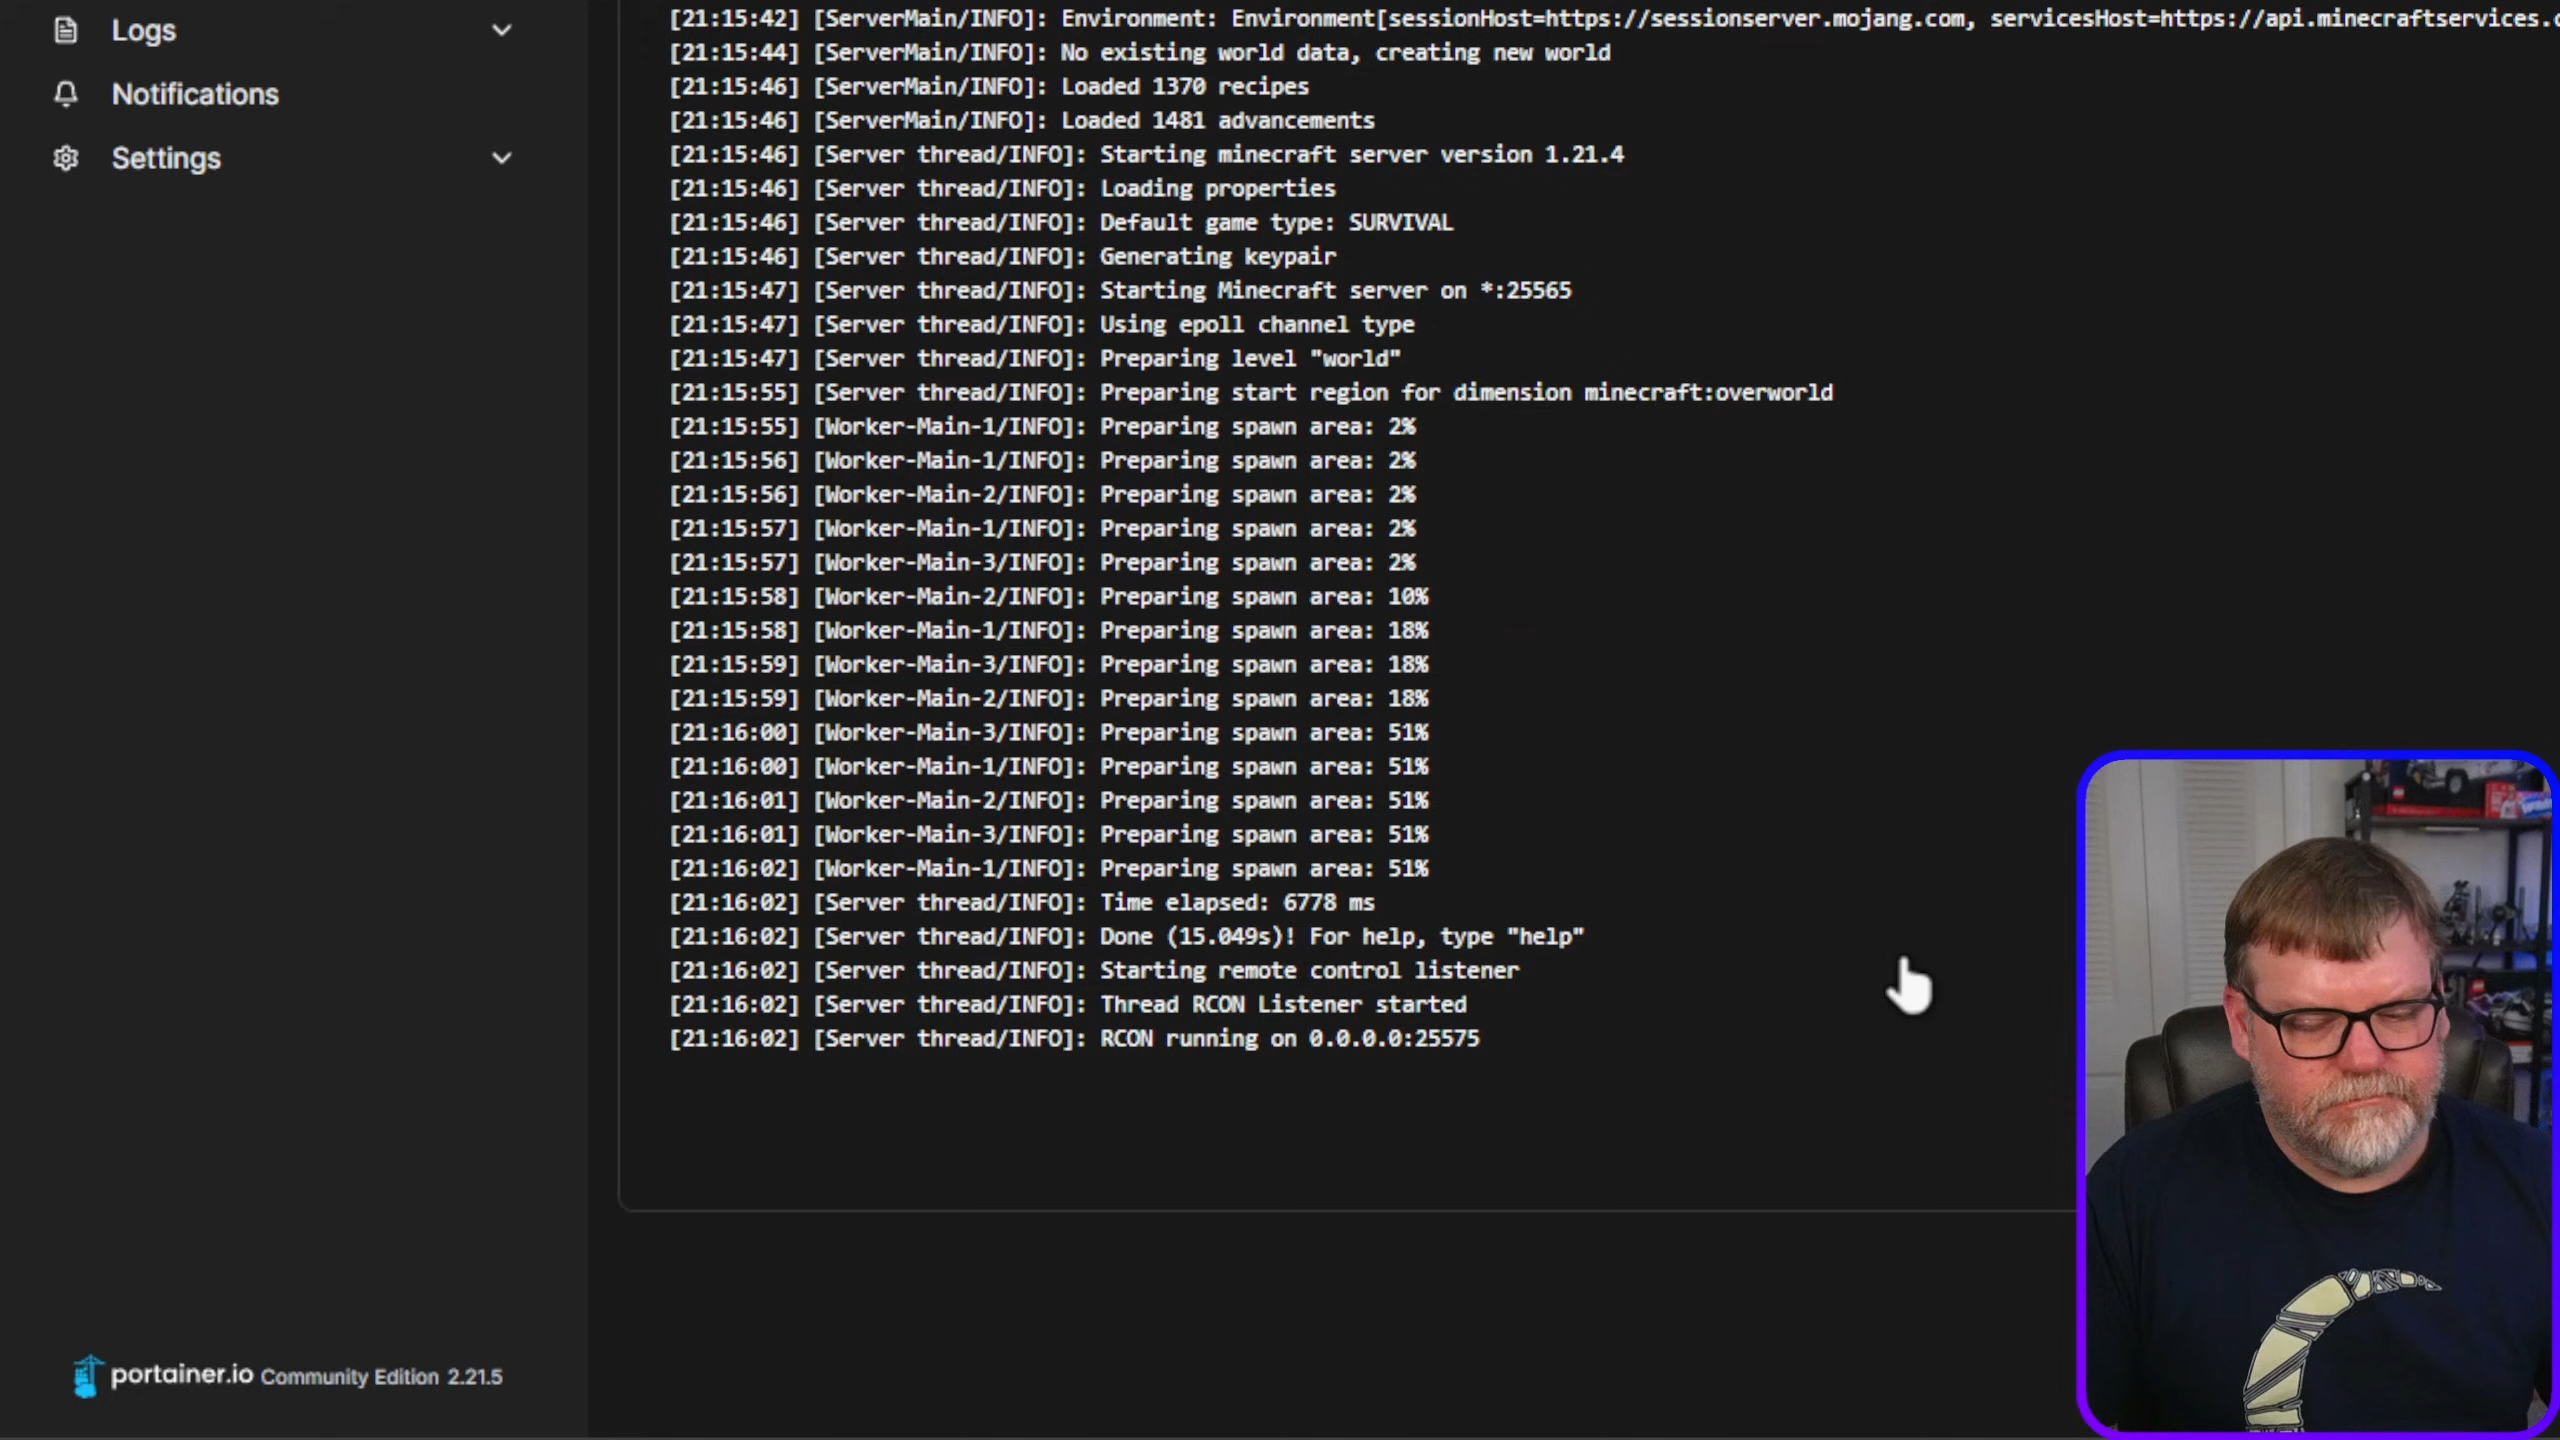 Logs
Notifications
Settings
[21:15:42] [ServerMain/INFO]: Environment: Environment[sessionHost=https://sessionserver.mojang.com, servicesHost=https://api.minecraftservices.c
[21:15:44] [ServerMain/INFO]: No existing world data, creating new world
[21:15:46] [ServerMain/INFO]: Loaded 1370 recipes
[21:15:46] [ServerMain/INFO]: Loaded 1481 advancements
[21:15:46] [Server thread/INFO]: Starting minecraft server version 1.21.4
[21:15:46] [Server thread/INFO]: Loading properties
[21:15:46] [Server thread/INFO]: Default game type: SURVIVAL
[21:15:46] [Server thread/INFO]: Generating keypair
[21:15:47] [Server thread/INFO]: Starting Minecraft server on *:25565
[21:15:47] [Server thread/INFO]: Using epoll channel type
[21:15:47] [Server thread/INFO]: Preparing level "world"
[21:15:55] [Server thread/INFO]: Preparing start region for dimension minecraft:overworld
[21:15:55] [Worker-Main-1/INFO]: Preparing spawn area: 2%
[21:15:56] [Worker-Main-1/INFO]: Preparing spawn area: 2%
[21:15:56] [Worker-Main-2/INFO]: Preparing spawn area: 2%
[21:15:57] [Worker-Main-1/INFO]: Preparing spawn area: 2%
[21:15:57] [Worker-Main-3/INFO]: Preparing spawn area: 2%
[21:15:58] [Worker-Main-2/INFO]: Preparing spawn area: 10%
[21:15:58] [Worker-Main-1/INFO]: Preparing spawn area: 18%
[21:15:59] [Worker-Main-3/INFO]: Preparing spawn area: 18%
[21:15:59] [Worker-Main-2/INFO]: Preparing spawn area: 18%
[21:16:00] [Worker-Main-3/INFO]: Preparing spawn area: 51%
[21:16:00] [Worker-Main-1/INFO]: Preparing spawn area: 51%
[21:16:01] [Worker-Main-2/INFO]: Preparing spawn area: 51%
[21:16:01] [Worker-Main-3/INFO]: Preparing spawn area: 51%
[21:16:02] [Worker-Main-1/INFO]: Preparing spawn area: 51%
[21:16:02] [Server thread/INFO]: Time elapsed: 6778 ms
[21:16:02] [Server thread/INFO]: Done (15.049s)! For help, type "help"
[21:16:02] [Server thread/INFO]: Starting remote control listener
[21:16:02] [Server thread/INFO]: Thread RCON Listener started
[21:16:02] [Server thread/INFO]: RCON running on 0.0.0.0:25575
portainer.io Community Edition 2.21.5